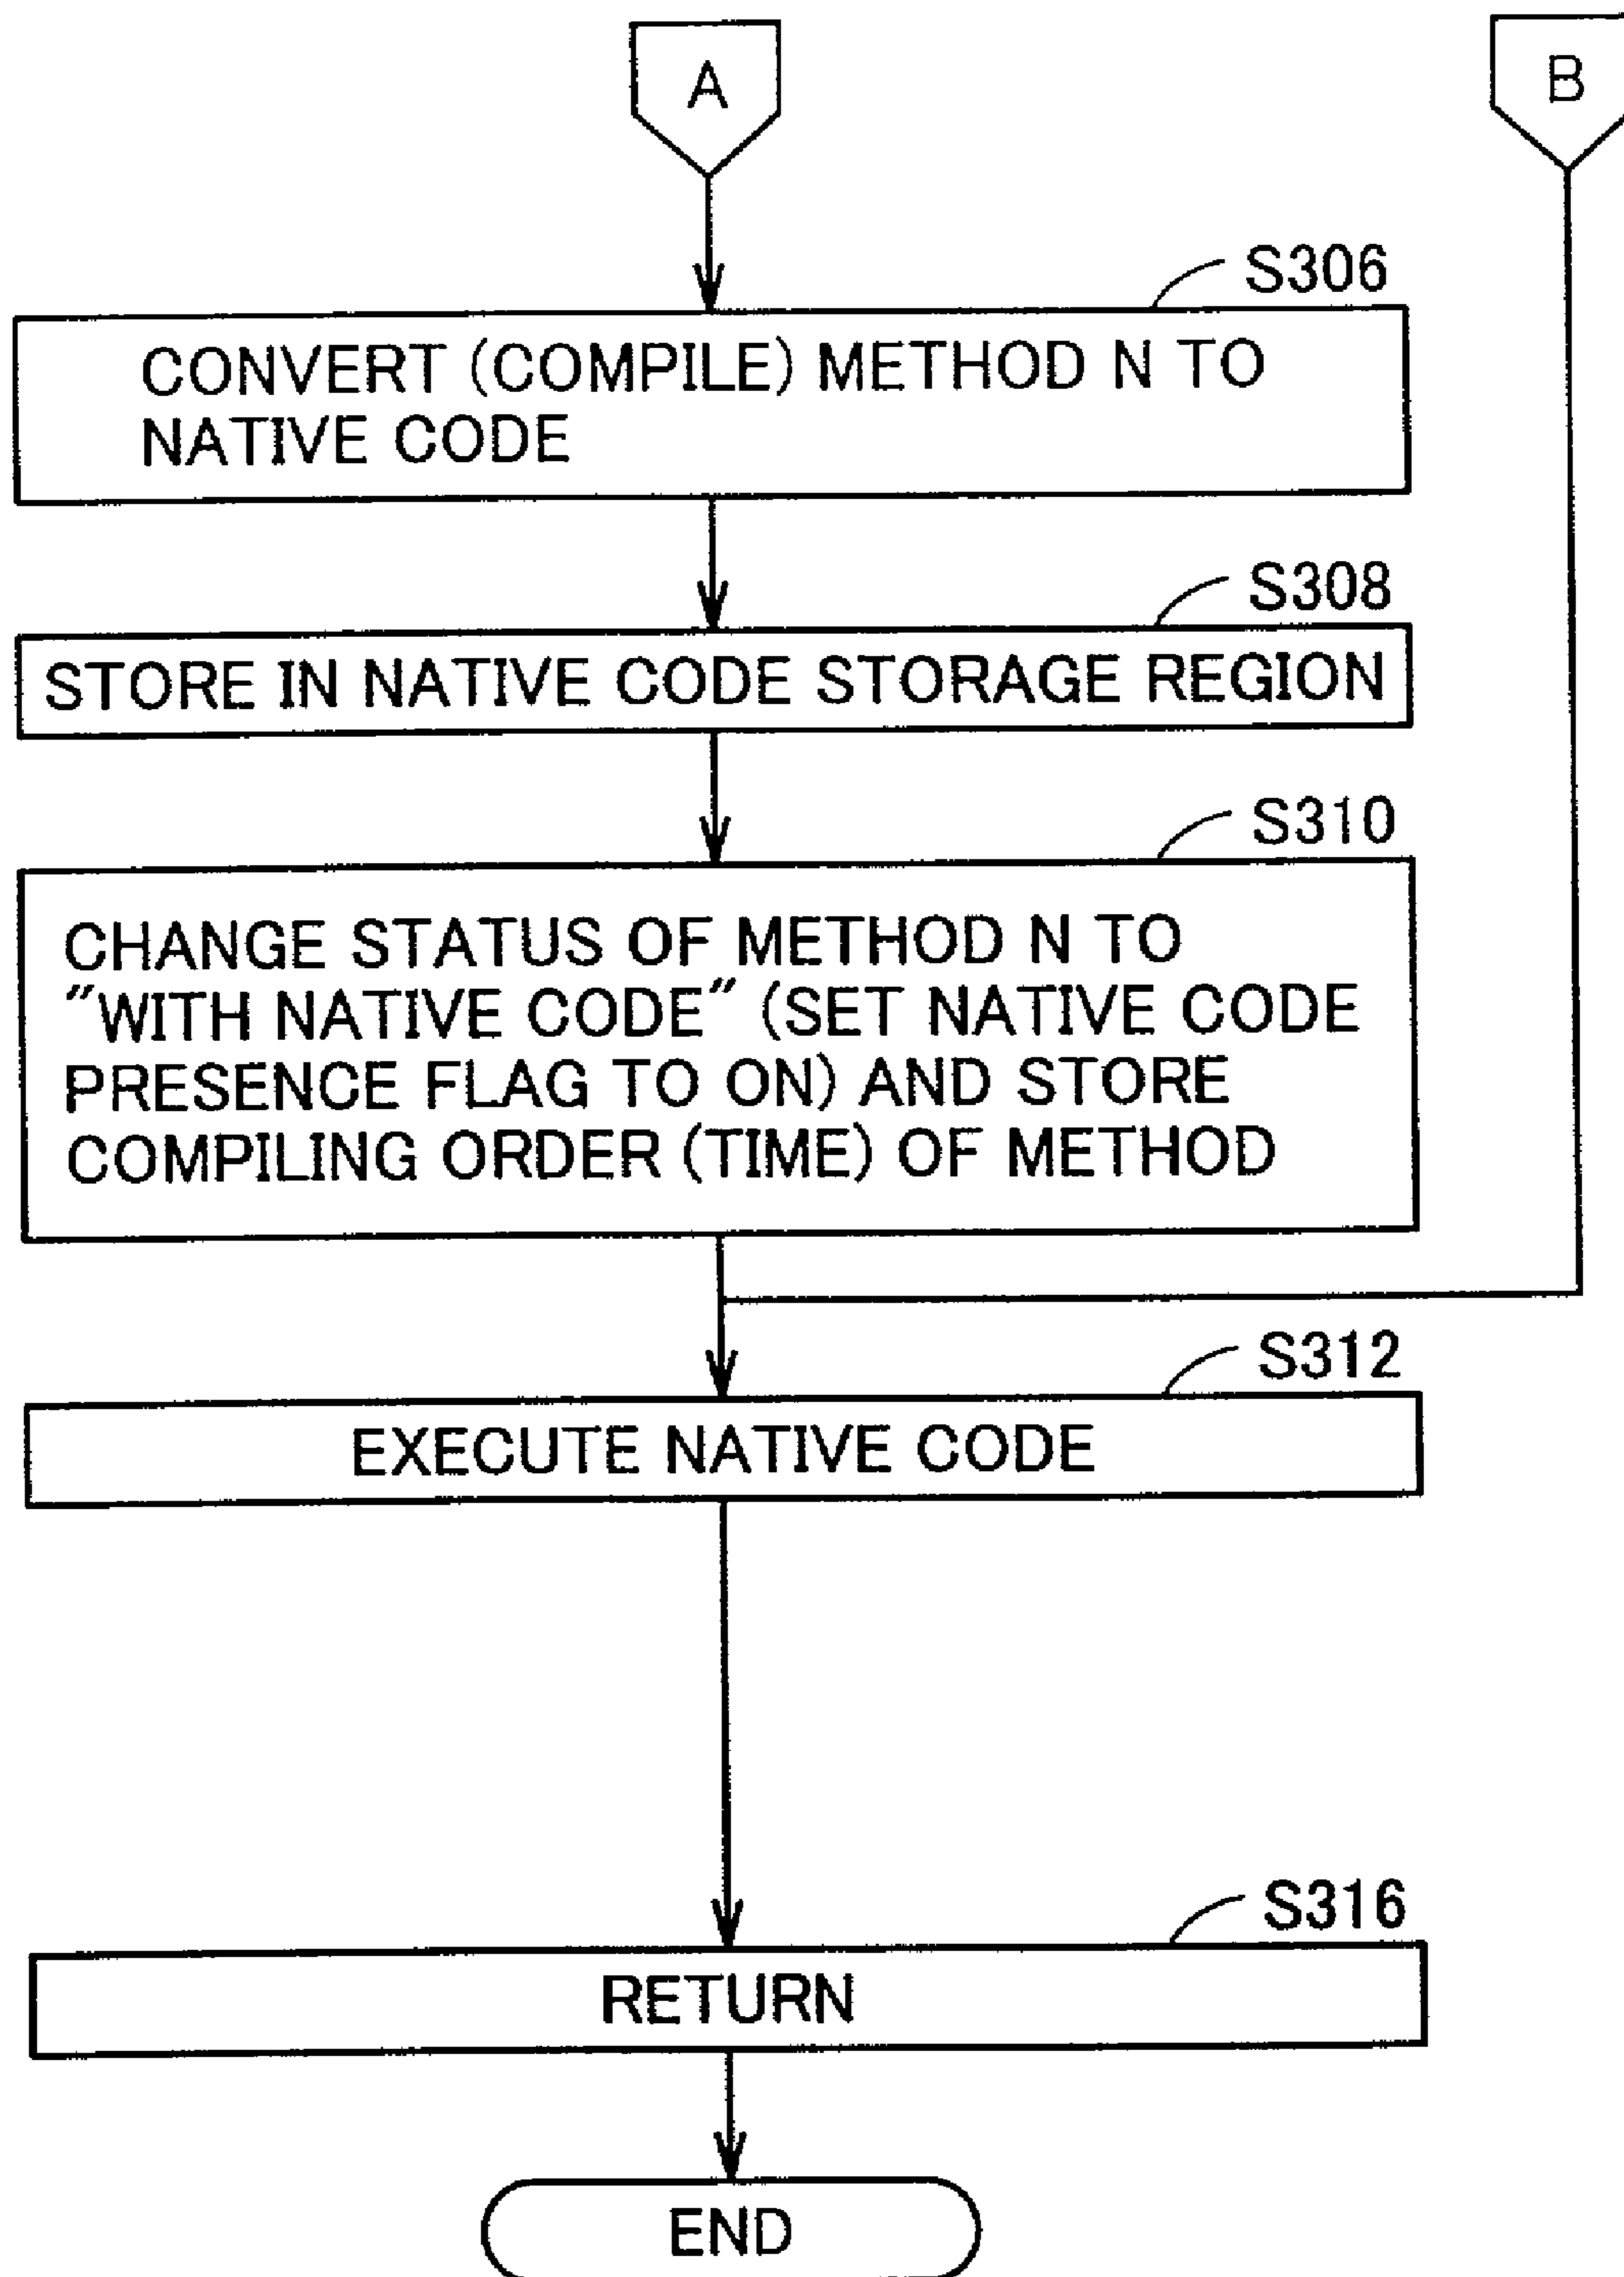 A
B
S306
CONVERT (COMPILE) METHOD N TO
NATIVE CODE
S308
STORE IN NATIVE CODE STORAGE REGION
S310
CHANGE STATUS OF METHOD N TO
"WITH NATIVE CODE" (SET NATIVE CODE
PRESENCE FLAG TO ON) AND STORE
COMPILING ORDER (TIME) OF METHOD
S312
EXECUTE NATIVE CODE
S316
RETURN
END